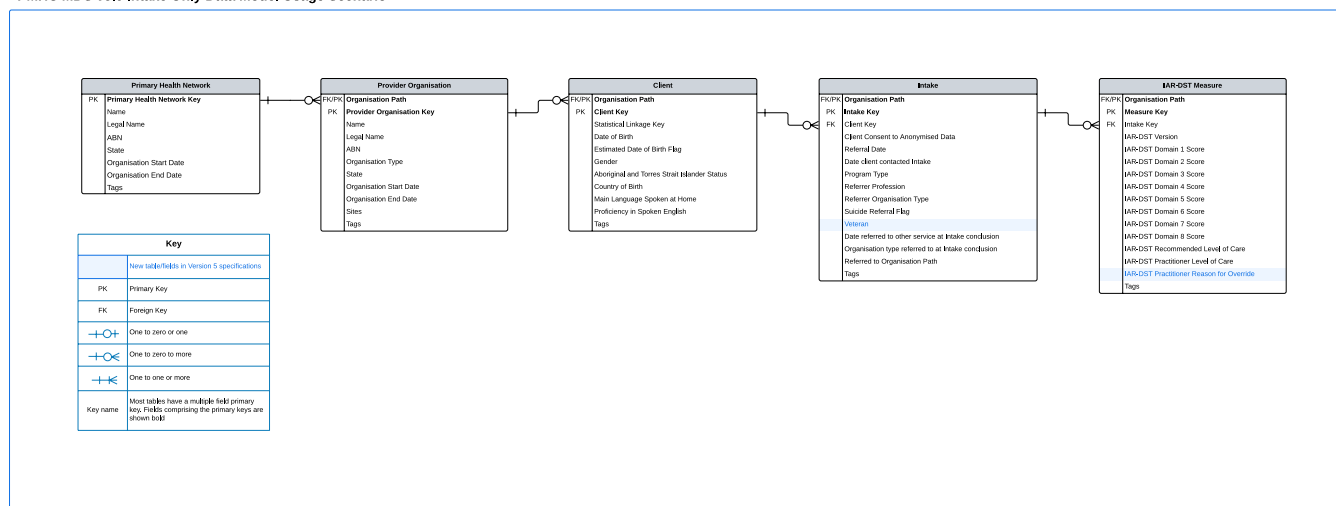 Primary Health Network
PK Primary Health Network Key
Name
Legal Name
ABN
State
Organisation Start Date
Organisation End Date
Tags
Provider Organisation
FK/PK Organisation Path
PK Provider Organisation Key
Name
Legal Name
ABN
Organisation Type
State
Organisation Start Date
Organisation End Date
Sites
Tags
Client
FK/PK Organisation Path
PK Client Key
Statistical Linkage Key
Date of Birth
Estimated Date of Birth Flag
Gender
Aboriginal and Torres Strait Islander Status
Country of Birth
Main Language Spoken at Home
Proficiency in Spoken English
Tags
Intake
FK/PK Organisation Path
PK Intake Key
FK Client Key
Client Consent to Anonymised Data
Referral Date
Date client contacted Intake
Program Type
Referrer Profession
Referrer Organisation Type
Suicide Referral Flag
Veteran
Date referred to other service at Intake conclusion
Organisation type referred to at Intake conclusion
Referred to Organisation Path
Tags
IAR-DST Measure
FK/PK Organisation Path
PK Measure Key
FK Intake Key
IAR-DST Version
IAR-DST Domain 1 Score
IAR-DST Domain 2 Score
IAR-DST Domain 3 Score
IAR-DST Domain 4 Score
IAR-DST Domain 5 Score
IAR-DST Domain 6 Score
IAR-DST Domain 7 Score
IAR-DST Domain 8 Score
IAR-DST Recommended Level of Care
IAR-DST Practitioner Level of Care
IAR-DST Practitioner Reason for Override
Tags
Key
New table/fields in Version 5 specifications
PK Primary Key
FK Foreign Key
One to zero or one
One to zero to more
One to one or more
Key name
Most tables have a multiple field primary
key. Fields comprising the primary keys are
shown bold